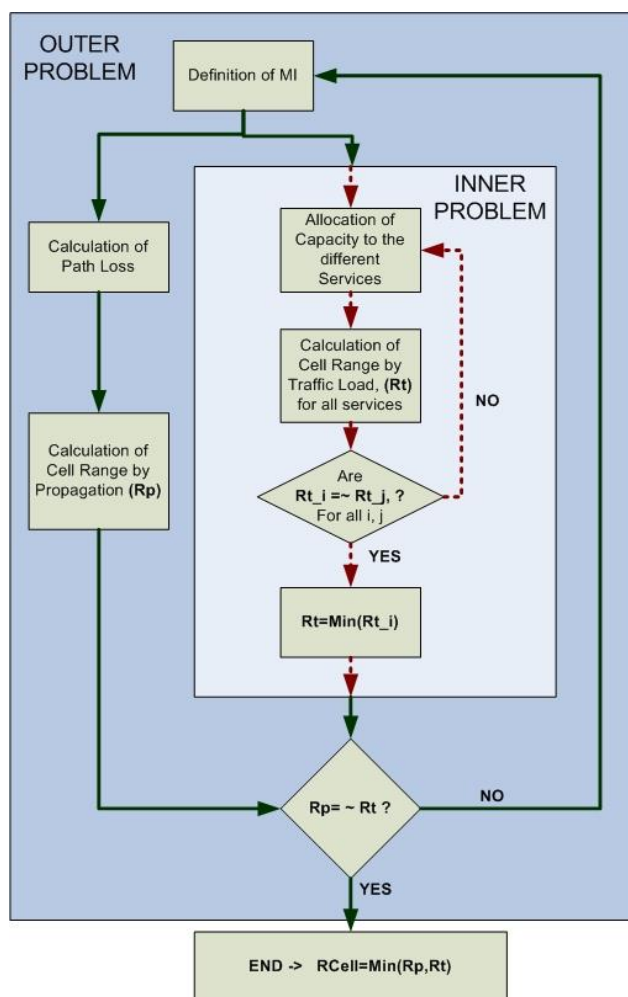 OUTER
PROBLEM
Definition of MI
INNER
PROBLEM
Calculation of
Path Loss
Allocation of
Capacity to the
different
Services
Calculation of
Cell Range by
Traffic Load, (Rt)
for all services
NO
Calculation of
Cell Range by
Propagation (Rp)
Are
Rt_i =~ Rt_j, ?
For all i, j
YES
Rt=Min(Rt_i)
Rp= ~ Rt ?
NO
YES
END -> RCell=Min(Rp,Rt)